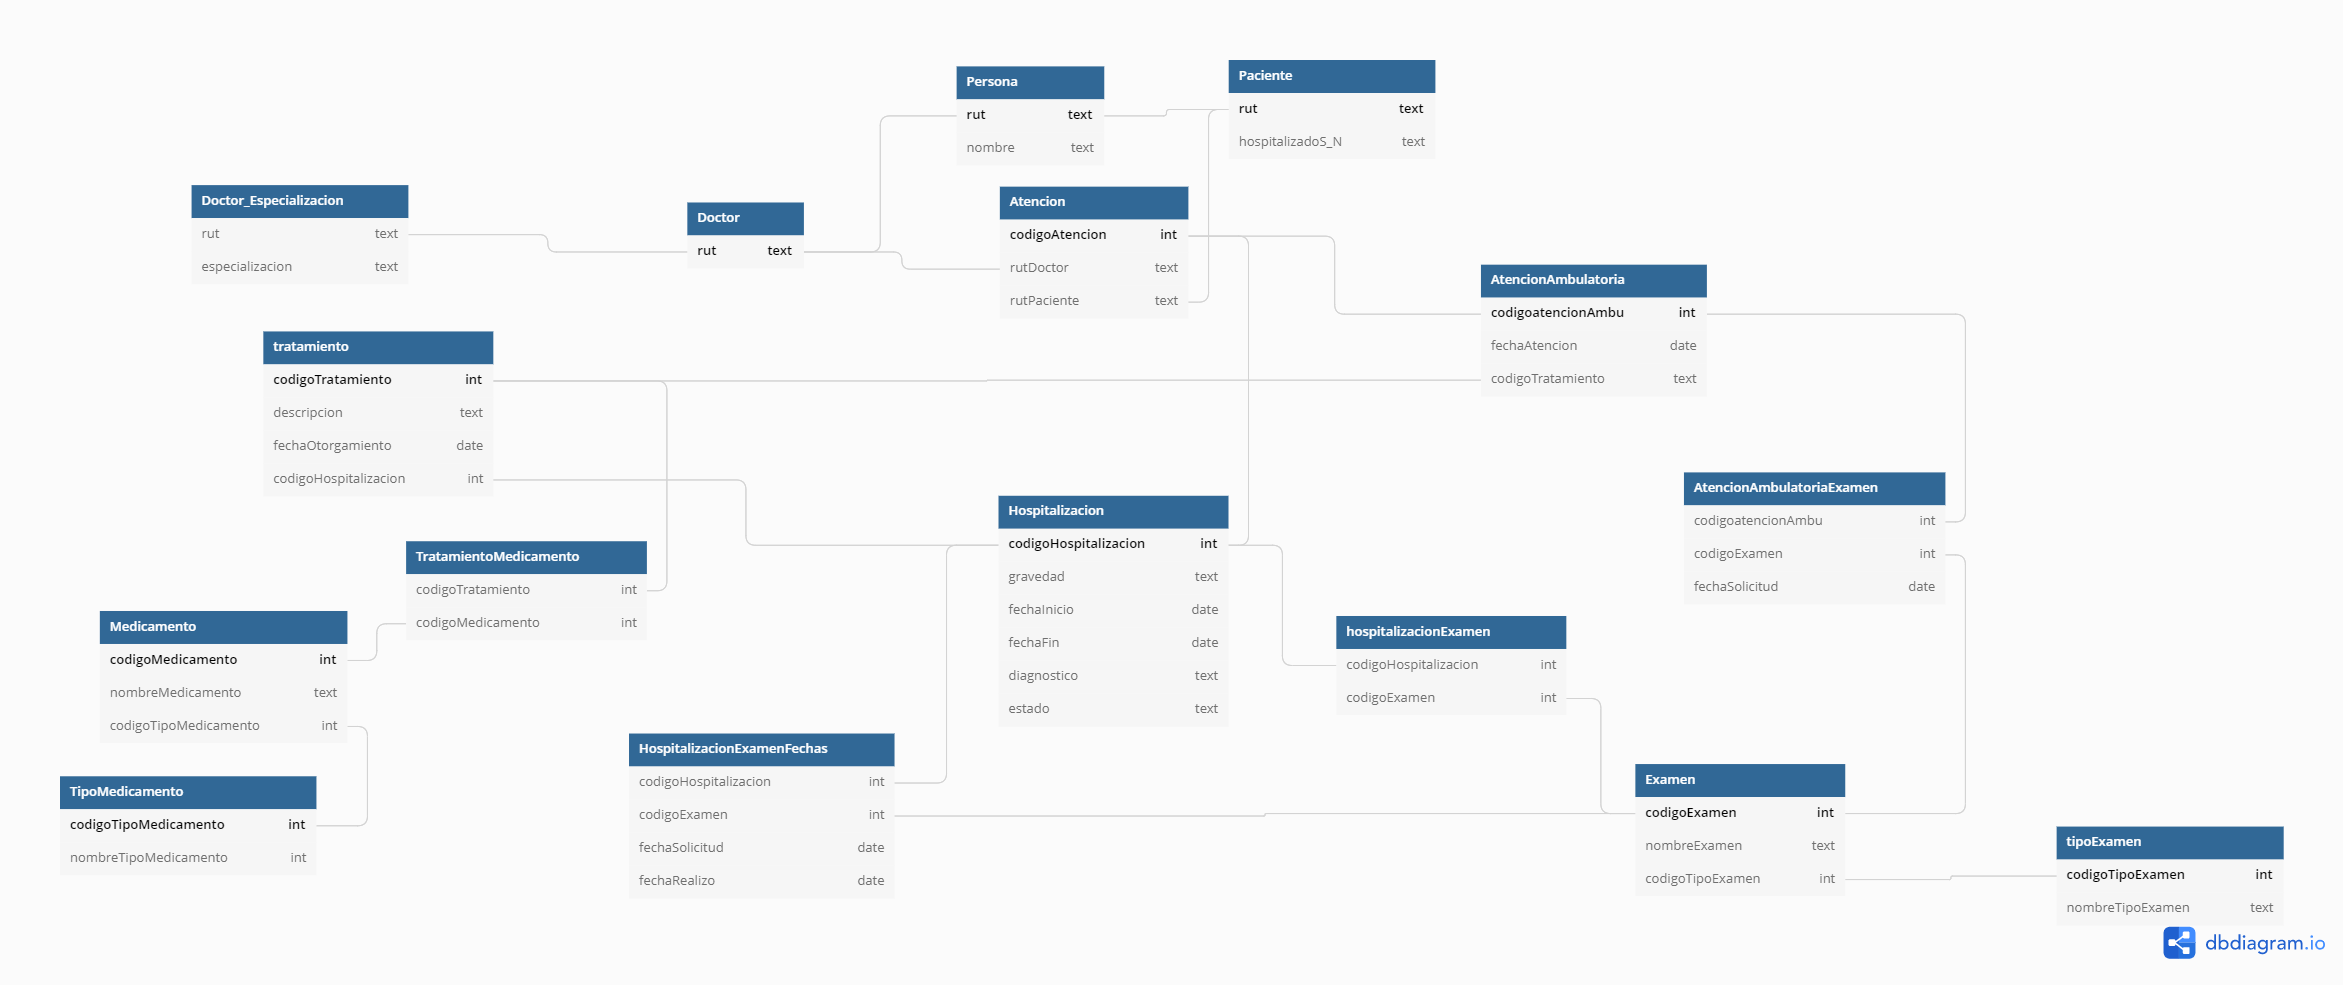 Persona
rut text
nombre text
Paciente
rut text
hospitalizadoS_N text
Doctor_Especializacion
rut text
especializacion text
Doctor
rut text
Atencion
codigoAtencion int
rutDoctor text
rutPaciente text
AtencionAmbulatoria
codigoatencionAmbu int
fechaAtencion date
codigoTratamiento text
tratamiento
codigoTratamiento int
descripcion text
fechaOtorgamiento date
codigoHospitalizacion int
AtencionAmbulatoriaExamen
codigoatencionAmbu int
codigoExamen int
fechaSolicitud date
Hospitalizacion
codigoHospitalizacion int
gravedad text
fechaInicio date
fechaFin date
diagnostico text
estado text
TratamientoMedicamento
codigoTratamiento int
codigoMedicamento int
Medicamento
codigoMedicamento int
nombreMedicamento text
codigoTipoMedicamento int
hospitalizacionExamen
codigoHospitalizacion int
codigoExamen int
HospitalizacionExamenFechas
codigoHospitalizacion int
codigoExamen int
fechaSolicitud date
fechaRealizo date
TipoMedicamento
codigoTipoMedicamento int
nombreTipoMedicamento int
Examen
codigoExamen int
nombreExamen text
codigoTipoExamen int
tipoExamen
codigoTipoExamen int
nombreTipoExamen text
dbdiagram.io